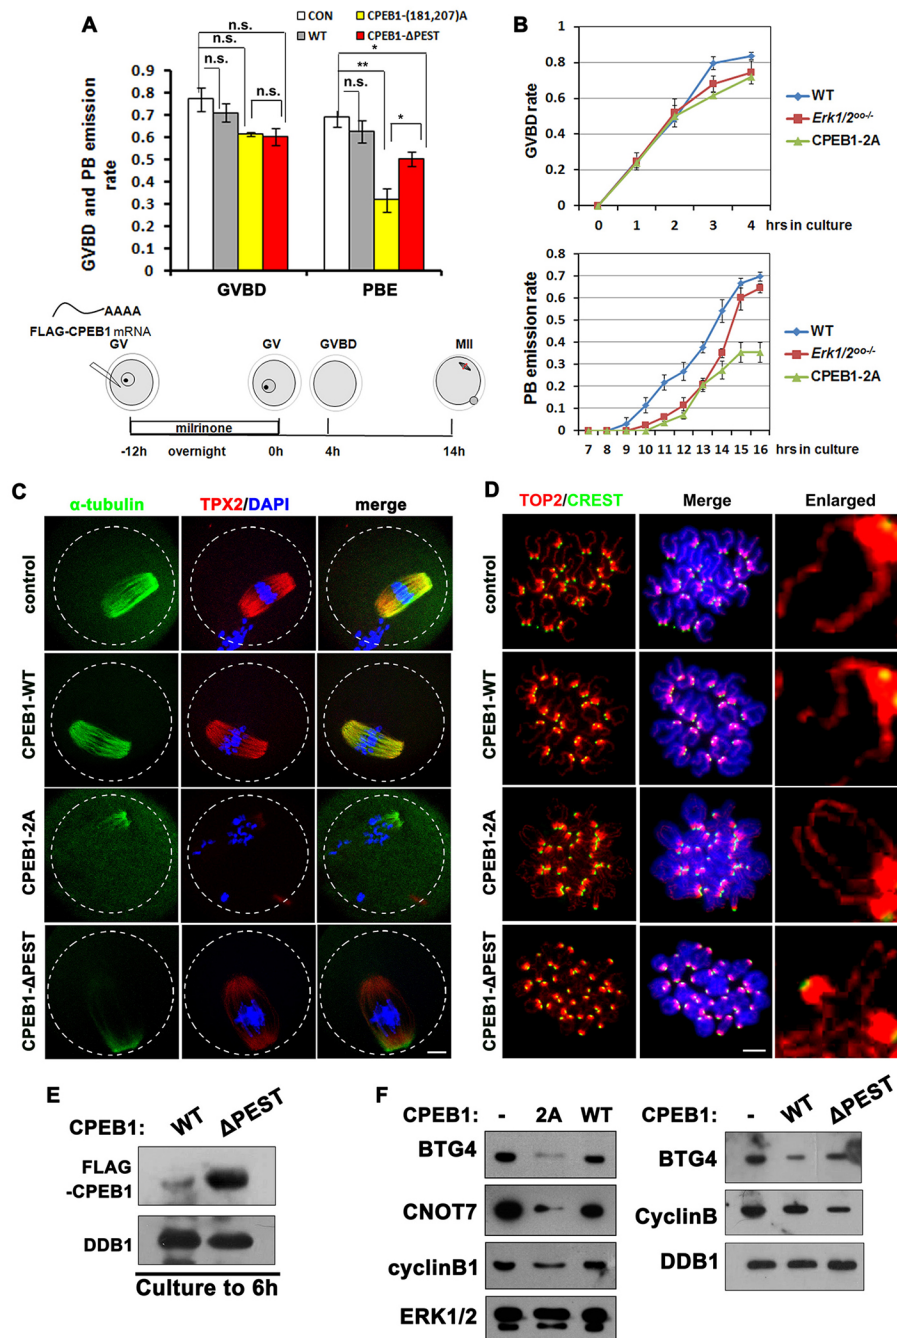 A
n.s.
n.s.
n.s.
n.s.
CON
WT
CPEB1-(181,207)A
CPEB1-ΔPEST
*
**
n.s.
*
GVBD and PB emission
rate
0.9
0.8
0.7
0.6
0.5
0.4
0.3
0.2
0.1
0
GVBD
PBE
AAAA
FLAG-CPEB1 mRNA
GV
GV
GVBD
MII
milrinone
-12h
overnight
0h
4h
14h
B
GVBD rate
1
0.8
0.6
0.4
0.2
0
0 1 2 3 4 hrs in culture
WT
Erk1/2oo-/-
CPEB1-2A
PB emission rate
0.8
0.7
0.6
0.5
0.4
0.3
0.2
0.1
0
7 8 9 10 11 12 13 14 15 16 hrs in culture
WT
Erk1/2oo-/-
CPEB1-2A
C
α-tubulin
TPX2/DAPI
merge
control
CPEB1-WT
CPEB1-2A
CPEB1-ΔPEST
D
TOP2/CREST
Merge
Enlarged
control
CPEB1-WT
CPEB1-2A
CPEB1-ΔPEST
E
CPEB1: WT ΔPEST
FLAG
-CPEB1
DDB1
Culture to 6h
F
CPEB1: - 2A WT
BTG4
CNOT7
cyclinB1
ERK1/2
CPEB1: - WT ΔPEST
BTG4
CyclinB
DDB1